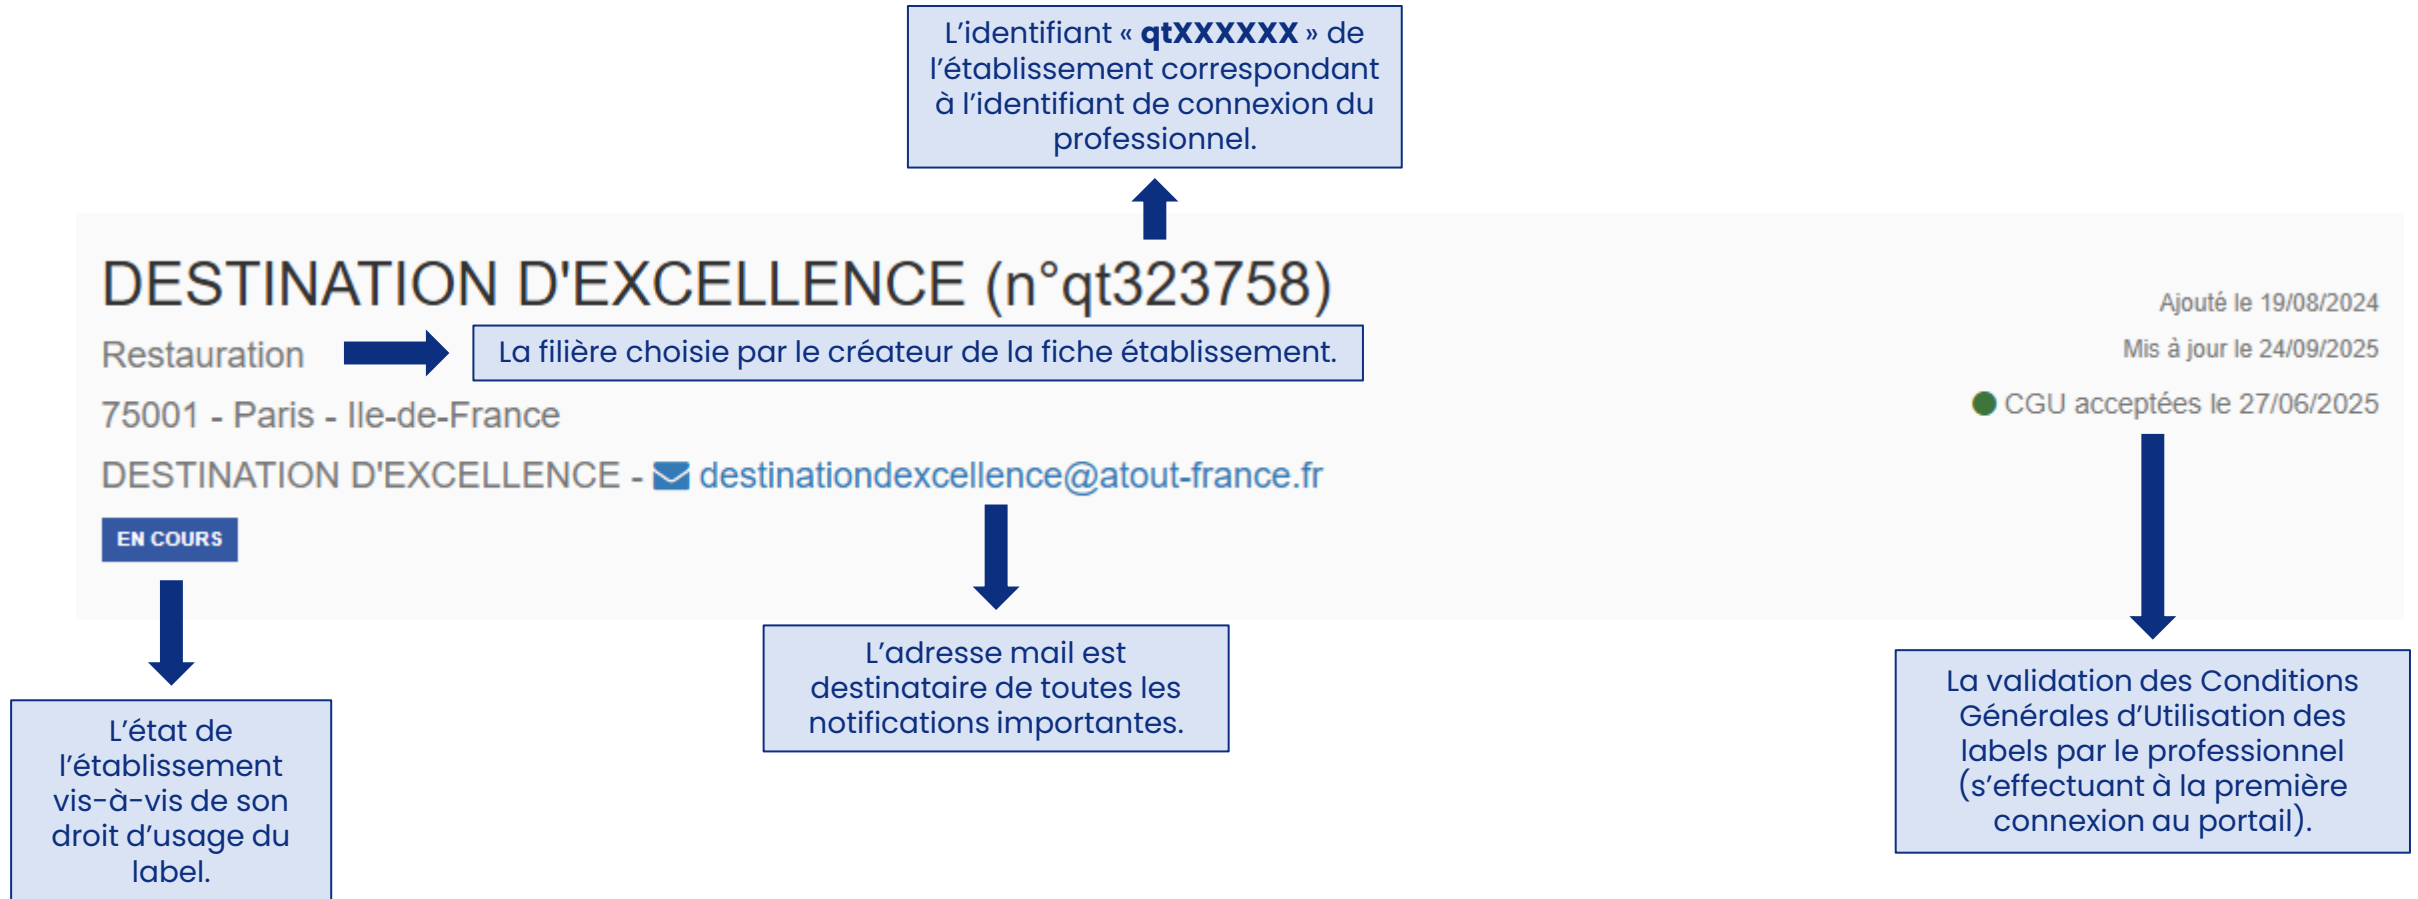 L’identifiant « qtXXXXXX » de
l’établissement correspondant
à l’identifiant de connexion du
professionnel.
DESTINATION D'EXCELLENCE (n°qt323758)
Ajouté le 19/08/2024
Restauration
La filière choisie par le créateur de la fiche établissement.
Mis à jour le 24/09/2025
75001 - Paris - Ile-de-France
CGU acceptées le 27/06/2025
DESTINATION D'EXCELLENCE - destinationdexcellence@atout-france.fr
EN COURS
L’adresse mail est
destinataire de toutes les
notifications importantes.
La validation des Conditions
Générales d’Utilisation des
labels par le professionnel
(s’effectuant à la première
connexion au portail).
L’état de
l’établissement
vis-à-vis de son
droit d’usage du
label.